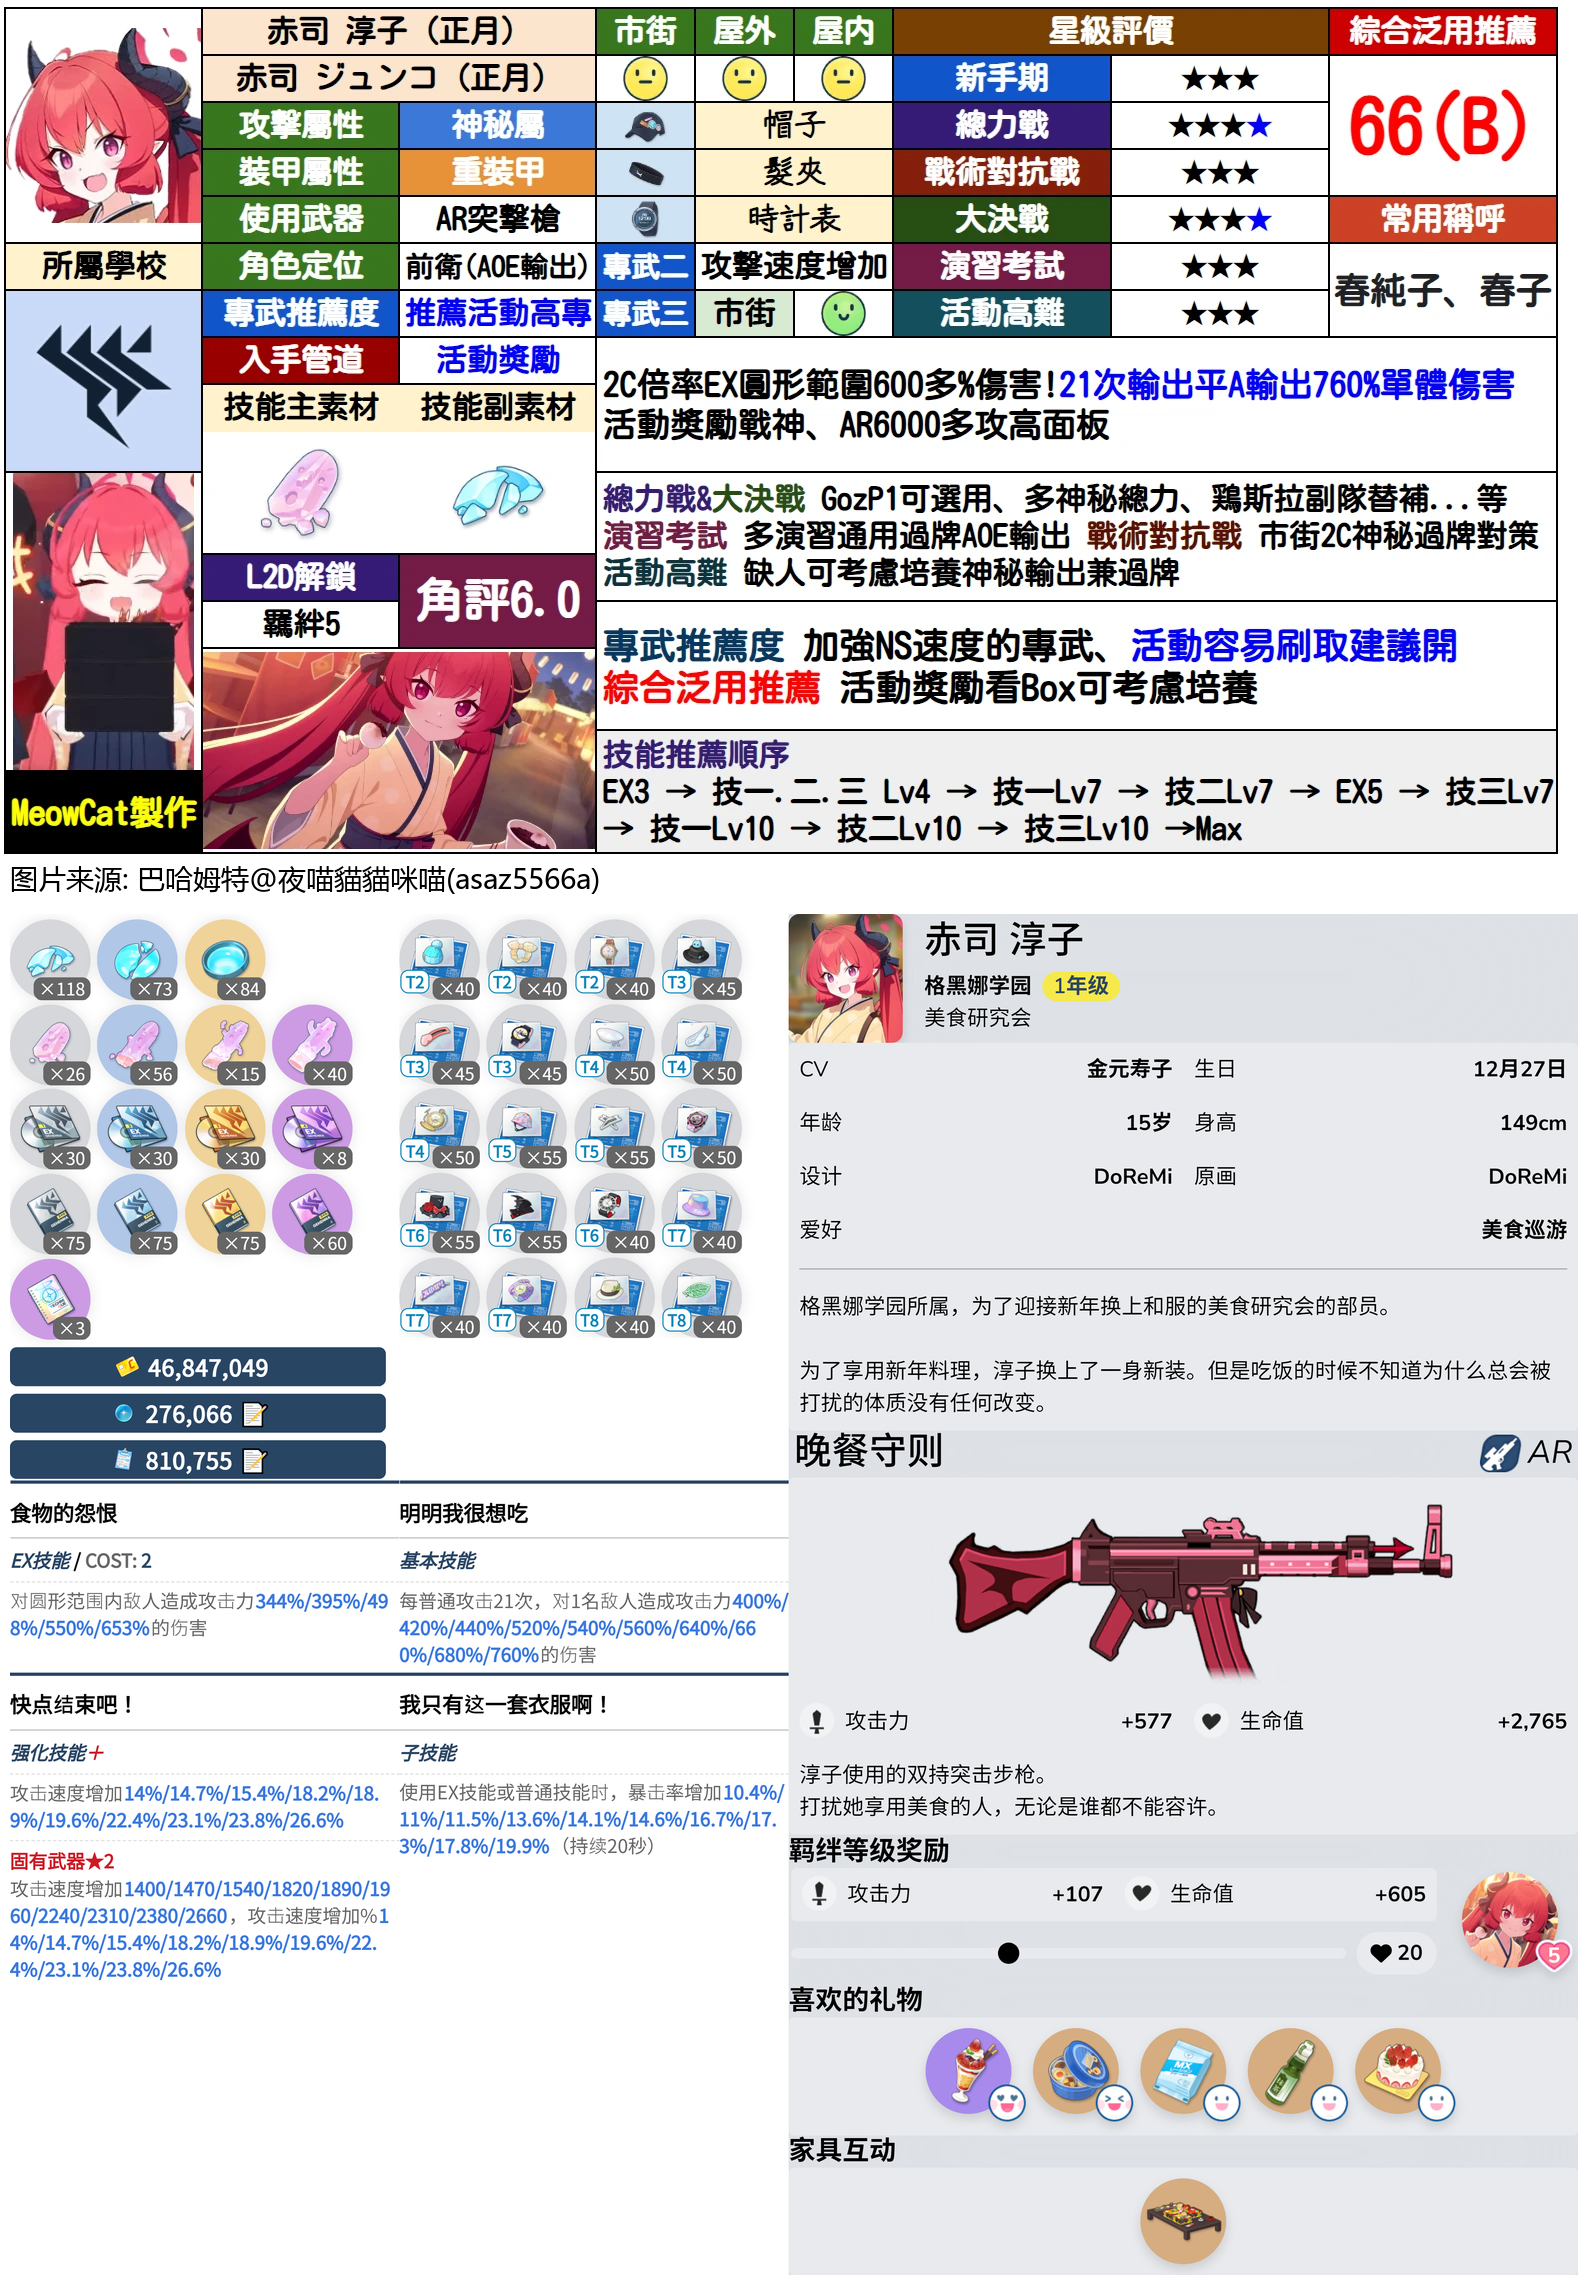 赤司 淳子（正月）
赤司 ジュンコ（正月）
市街 屋外 屋內
星級評價
綜合泛用推薦
新手期 ★★★
66(B)
攻擊屬性 神秘屬
帽子
總力戰 ★★★★
裝甲屬性 重裝甲
髮夾
戰術對抗戰 ★★★
使用武器 AR突擊槍
時計表
大決戰 ★★★★
常用稱呼
所屬學校
角色定位 前衛(AOE輸出)
專武二 攻擊速度增加
演習考試 ★★★
春純子、春子
專武推薦度 推薦活動高專
專武三 市街
活動高難 ★★★
入手管道 活動獎勵
技能主素材 技能副素材
2C倍率EX圓形範圍600多%傷害!21次輸出平A輸出760%單體傷害
活動獎勵戰神、AR6000多攻高面板
總力戰&大決戰 GozP1可選用、多神秘總力、鶏斯拉副隊替補...等
演習考試 多演習通用過牌AOE輸出 戰術對抗戰 市街2C神秘過牌對策
活動高難 缺人可考慮培養神秘輸出兼過牌
L2D解鎖
羈絆5
角評6.0
專武推薦度 加強NS速度的專武、活動容易刷取建議開
綜合泛用推薦 活動獎勵看Box可考慮培養
技能推薦順序
EX3 → 技一.二.三 Lv4 → 技一Lv7 → 技二Lv7 → EX5 → 技三Lv7
→ 技一Lv10 → 技二Lv10 → 技三Lv10 →Max
MeowCat製作
图片来源: 巴哈姆特@夜喵貓貓咪喵(asaz5566a)
×118 ×73 ×84
×26 ×56 ×15 ×40
×30 ×30 ×30 ×8
×75 ×75 ×75 ×60
×3
46,847,049
276,066
810,755
T2 ×40 T2 ×40 T2 ×40 T3 ×45
T3 ×45 T3 ×45 T4 ×50 T4 ×50
T4 ×50 T5 ×55 T5 ×55 T5 ×50
T6 ×55 T6 ×55 T6 ×40 T7 ×40
T7 ×40 T7 ×40 T8 ×40 T8 ×40
食物的怨恨
EX技能 / COST: 2
对圆形范围内敌人造成攻击力344%/395%/49
8%/550%/653%的伤害
明明我很想吃
基本技能
每普通攻击21次，对1名敌人造成攻击力400%/
420%/440%/520%/540%/560%/640%/66
0%/680%/760%的伤害
快点结束吧！
强化技能＋
攻击速度增加14%/14.7%/15.4%/18.2%/18.
9%/19.6%/22.4%/23.1%/23.8%/26.6%
固有武器★2
攻击速度增加1400/1470/1540/1820/1890/19
60/2240/2310/2380/2660，攻击速度增加%1
4%/14.7%/15.4%/18.2%/18.9%/19.6%/22.
4%/23.1%/23.8%/26.6%
我只有这一套衣服啊！
子技能
使用EX技能或普通技能时，暴击率增加10.4%/
11%/11.5%/13.6%/14.1%/14.6%/16.7%/17.
3%/17.8%/19.9%（持续20秒）
赤司 淳子
格黑娜学园 1年级
美食研究会
CV 金元寿子 生日 12月27日
年龄 15岁 身高 149cm
设计 DoReMi 原画 DoReMi
爱好 美食巡游
格黑娜学园所属，为了迎接新年换上和服的美食研究会的部员。
为了享用新年料理，淳子换上了一身新装。但是吃饭的时候不知道为什么总会被
打扰的体质没有任何改变。
晚餐守则 AR
攻击力 +577 生命值 +2,765
淳子使用的双持突击步枪。
打扰她享用美食的人，无论是谁都不能容许。
羁绊等级奖励
攻击力 +107 生命值 +605
20
5
喜欢的礼物
MX
家具互动